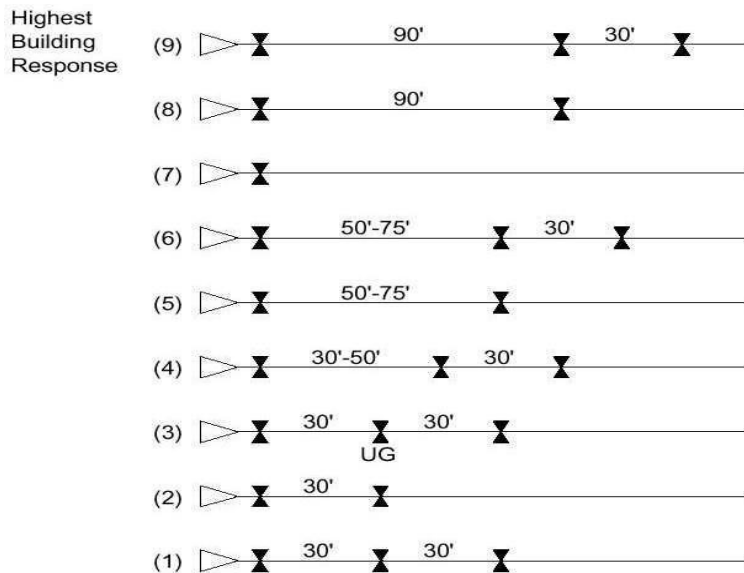 Highest
Building
Response
(9) 90' 30'
(8) 90'
(7)
(6) 50'-75' 30'
(5) 50'-75'
(4) 30'-50' 30'
(3) 30' 30'
UG
(2) 30'
(1) 30' 30'